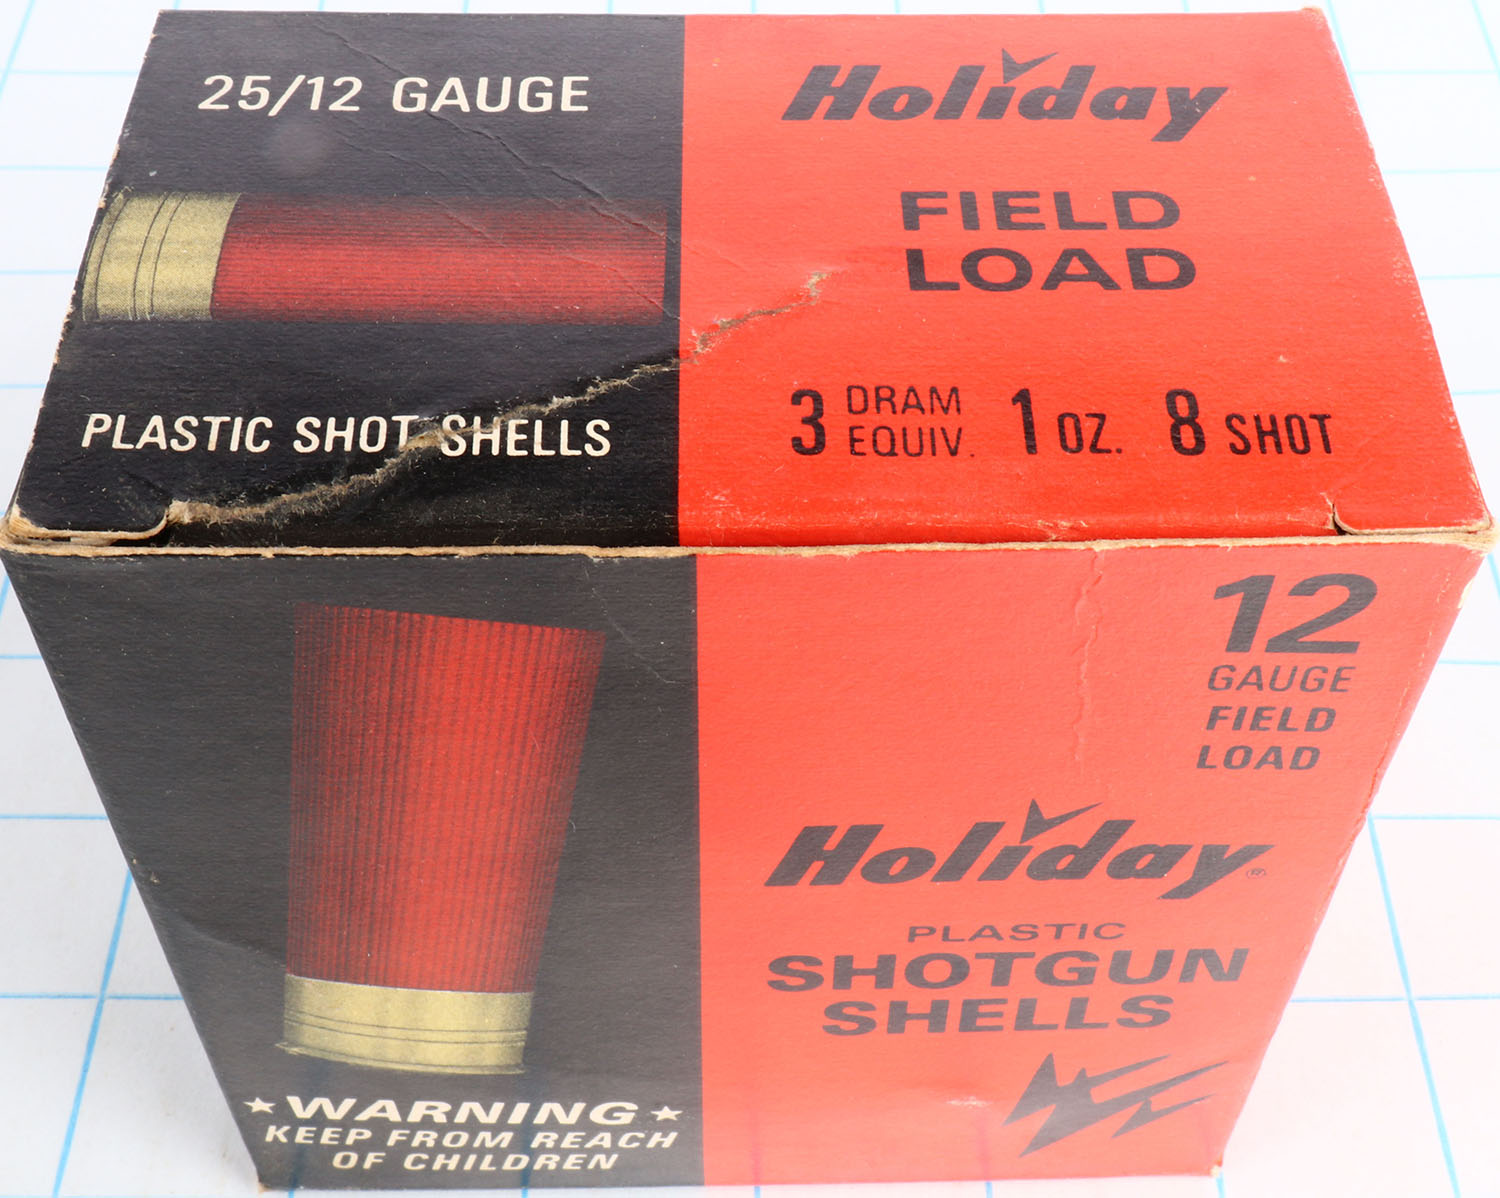 25/12 GAUGE
PLASTIC SHOT SHELLS
Holiday
FIELD
LOAD
3 DRAM EQUIV. 1 OZ. 8 SHOT
★ WARNING ★
KEEP FROM REACH
OF CHILDREN
12
GAUGE
FIELD
LOAD
Holiday®
PLASTIC
SHOTGUN
SHELLS